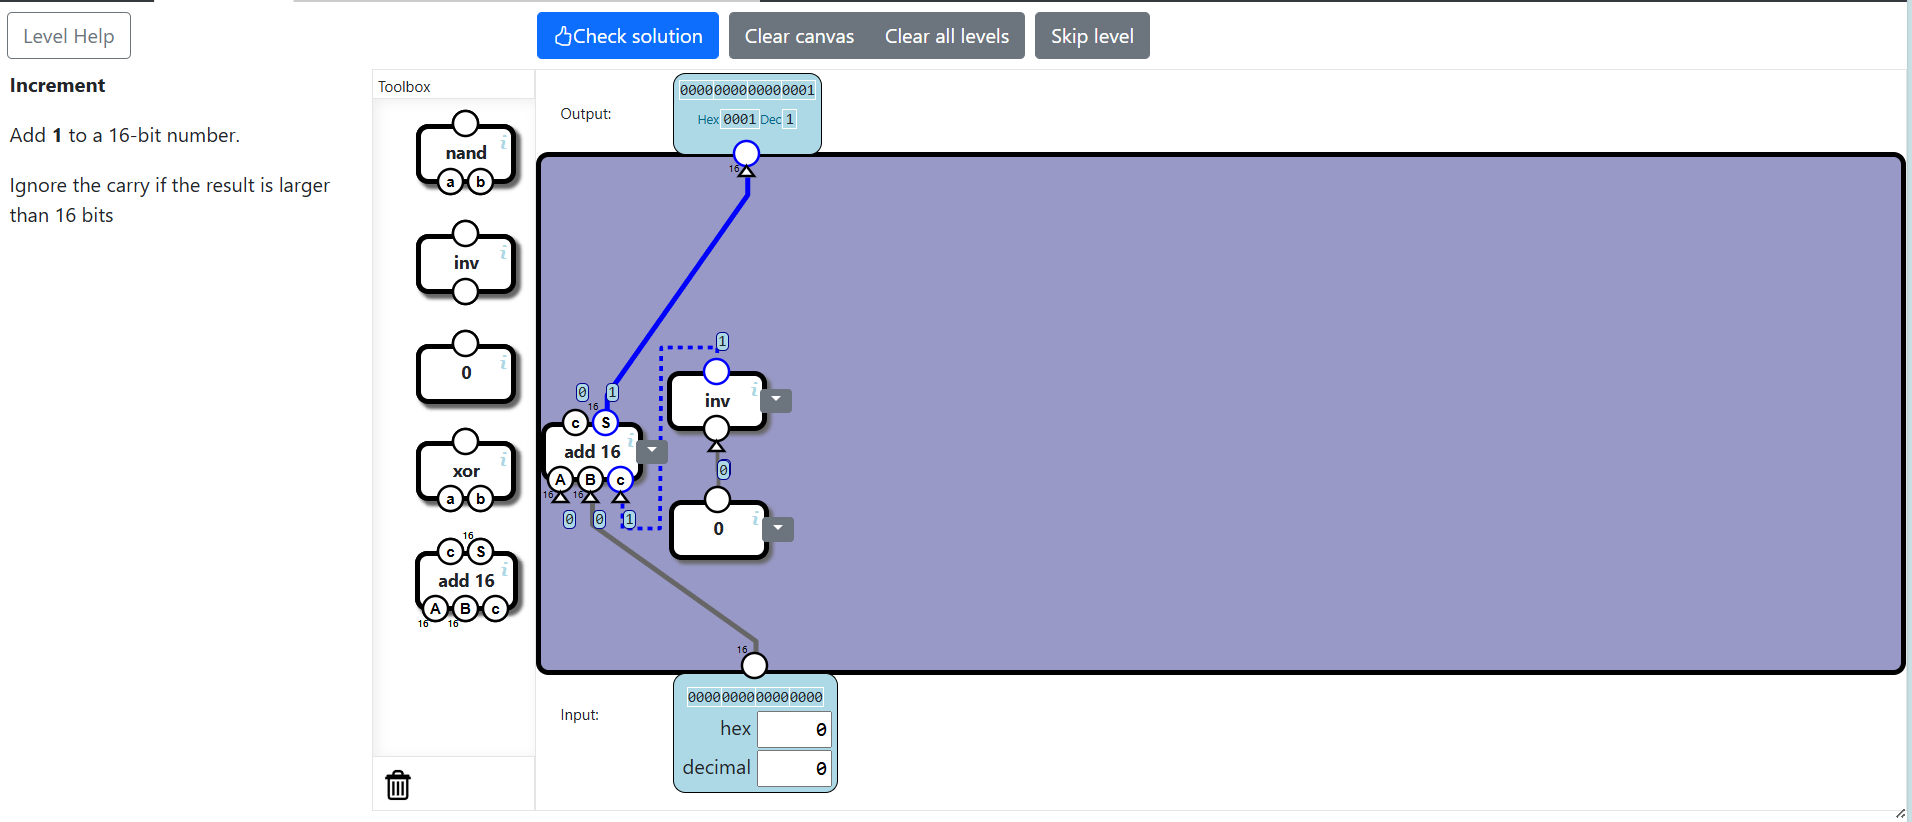 Level Help
Check solution
Clear canvas
Clear all levels
Skip level
Increment
Add 1 to a 16-bit number.
Ignore the carry if the result is larger
than 16 bits
Toolbox
nand
i
a b
inv
i
0
i
xor
i
a b
16
c S
add 16
i
A B c
16 16
Output:
0000000000000001
Hex 0001 Dec 1
16
1
0 1
16
c S
add 16
i
A B c
16 16
0 0 1
inv
i
0
0
i
16
Input:
0000000000000000
hex 0
decimal 0